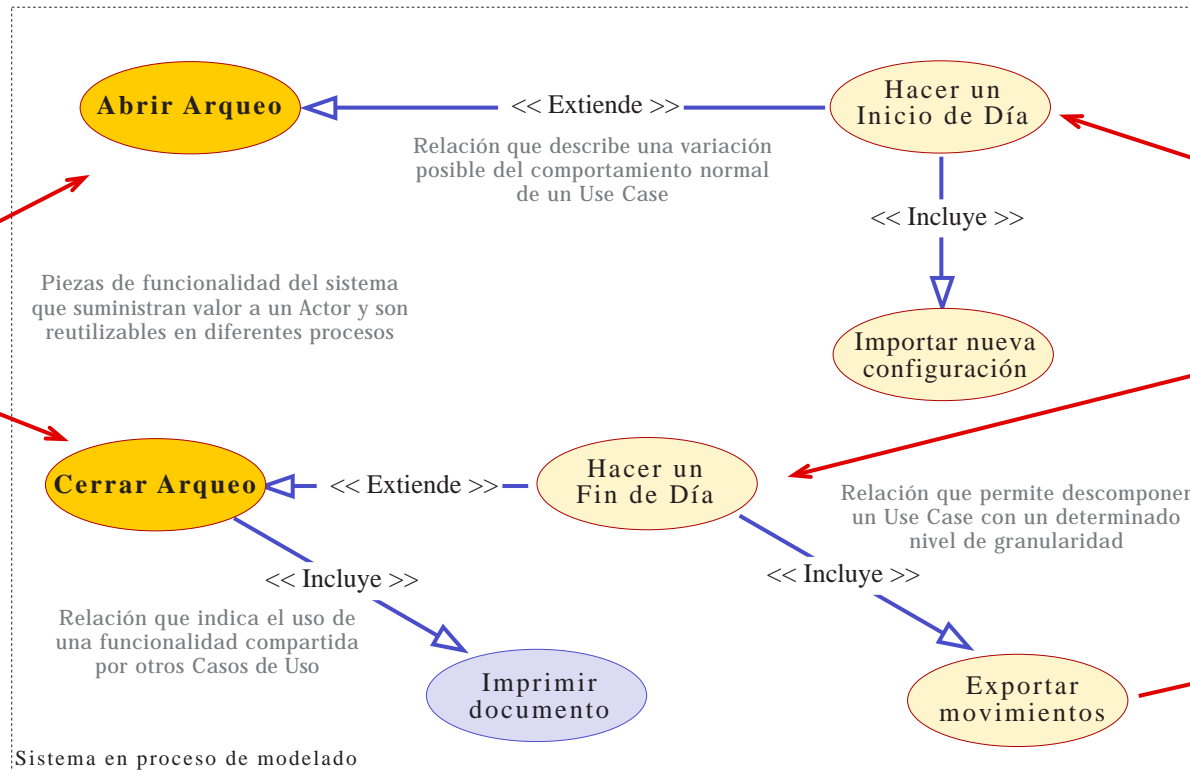 Abrir Arqueo
<< Extiende >>
Hacer un
Inicio de Día
Relación que describe una variación
posible del comportamiento normal
de un Use Case
<< Incluye >>
Piezas de funcionalidad del sistema
que suministran valor a un Actor y son
reutilizables en diferentes procesos
Importar nueva
configuración
Cerrar Arqueo
<< Extiende >>
Hacer un
Fin de Día
Relación que permite descomponer
un Use Case con un determinado
nivel de granularidad
<< Incluye >>
<< Incluye >>
Relación que indica el uso de
una funcionalidad compartida
por otros Casos de Uso
Imprimir
documento
Exportar
movimientos
Sistema en proceso de modelado